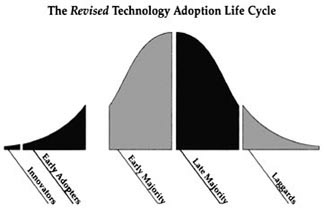 The Revised Technology Adoption Life Cycle
Innovators
Early Adopters
Early Majority
Late Majority
Laggards